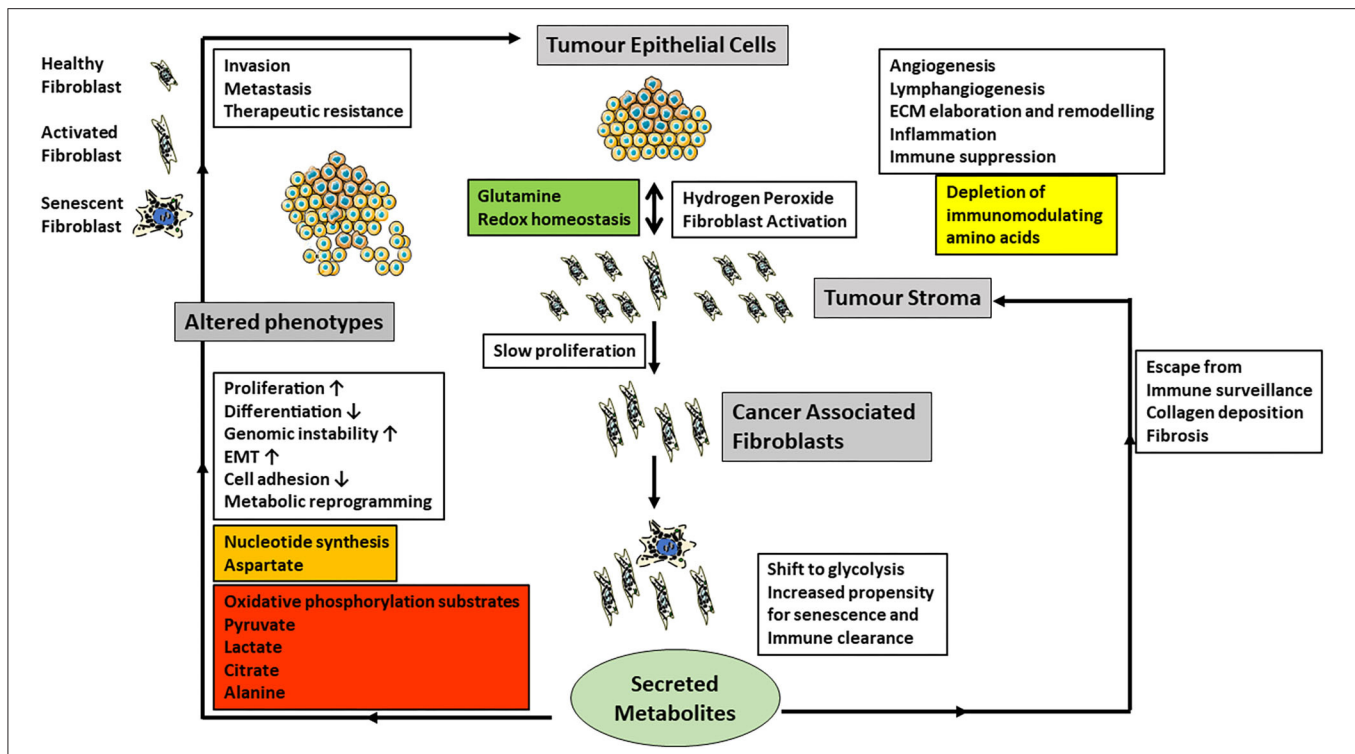 Healthy
Fibroblast
Activated
Fibroblast
Senescent
Fibroblast
Invasion
Metastasis
Therapeutic resistance
Tumour Epithelial Cells
Angiogenesis
Lymphangiogenesis
ECM elaboration and remodelling
Inflammation
Immune suppression
Depletion of
immunomodulating
amino acids
Glutamine
Redox homeostasis
Hydrogen Peroxide
Fibroblast Activation
Tumour Stroma
Altered phenotypes
Slow proliferation
Escape from
Immune surveillance
Collagen deposition
Fibrosis
Proliferation ↑
Differentiation ↓
Genomic instability ↑
EMT ↑
Cell adhesion ↓
Metabolic reprogramming
Cancer Associated
Fibroblasts
Nucleotide synthesis
Aspartate
Oxidative phosphorylation substrates
Pyruvate
Lactate
Citrate
Alanine
Shift to glycolysis
Increased propensity
for senescence and
Immune clearance
Secreted
Metabolites